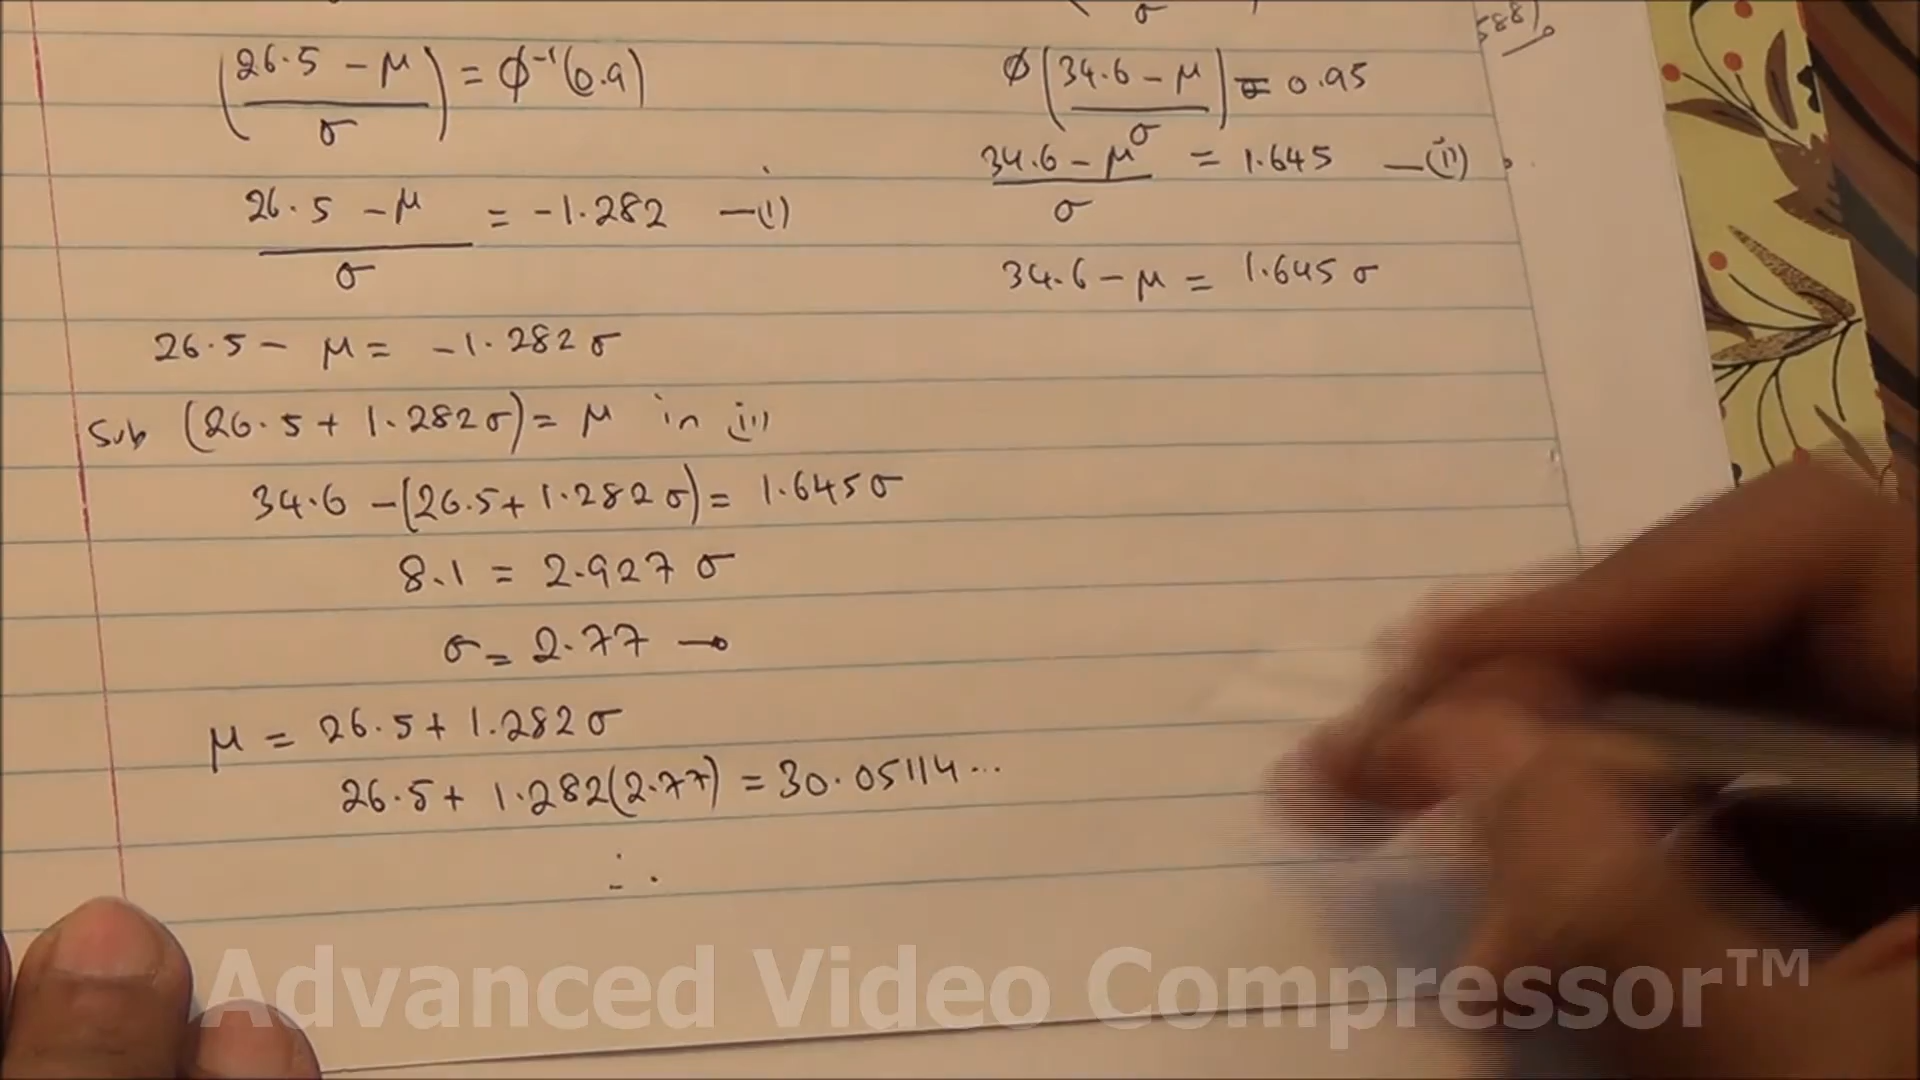 σ
588)
(26.5 - μ / σ) = ϕ⁻¹(0.9)
ϕ(34.6 - μ / σ) = 0.95
34.6 - μ / σ = 1.645 —(ii)
26.5 - μ / σ = -1.282 —(i)
34.6 - μ = 1.645 σ
26.5 - μ = -1.282 σ
Sub (26.5 + 1.282 σ) = μ in (ii)
34.6 - (26.5 + 1.282 σ) = 1.645 σ
8.1 = 2.927 σ
σ = 2.77
μ = 26.5 + 1.282 σ
26.5 + 1.282(2.77) = 30.05114...
∴
Advanced Video Compressor™